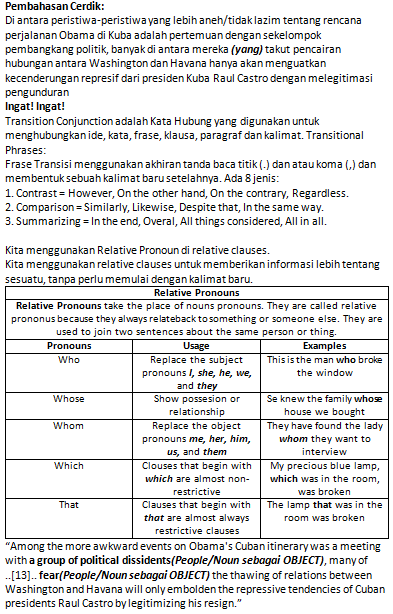 Pembahasan Cerdik:
Di antara peristiwa-peristiwa yang lebih aneh/tidak lazim tentang rencana
perjalanan Obama di Kuba adalah pertemuan dengan sekelompok
pembangkang politik, banyak di antara mereka (yang) takut pencairan
hubungan antara Washington dan Havana hanya akan menguatkan
kecenderungan represif dari presiden Kuba Raul Castro dengan melegitimasi
pengunduran
Ingat! Ingat!
Transition Conjunction adalah Kata Hubung yang digunakan untuk
menghubungkan ide, kata, frase, klausa, paragraf dan kalimat. Transitional
Phrases:
Frase Transisi menggunakan akhiran tanda baca titik (.) dan atau koma (,) dan
membentuk sebuah kalimat baru setelahnya. Ada 8 jenis:
1. Contrast = However, On the other hand, On the contrary, Regardless.
2. Comparison = Similarly, Likewise, Despite that, In the same way.
3. Summarizing = In the end, Overal, All things considered, All in all.
Kita menggunakan Relative Pronoun di relative clauses.
Kita menggunakan relative clauses untuk memberikan informasi lebih tentang
sesuatu, tanpa perlu memulai dengan kalimat baru.
Relative Pronouns
Relative Pronouns take the place of nouns pronouns. They are called relative
prononus because they always relateback to something or someone else. They are
used to join two sentences about the same person or thing.
Pronouns Usage Examples
Who Replace the subject This is the man who broke
pronouns I, she, he, we, the window
and they
Whose Show possesion or Se knew the family whose
relationship house we bought
Whom Replace the object They have found the lady
pronouns me, her, him, whom they want to
us, and them interview
Which Clouses that begin with My precious blue lamp,
which are almost non- which was in the room,
restrictive was broken
That Clauses that begin with The lamp that was in the
that are almost always room was broken
restrictive clauses
“Among the more awkward events on Obama's Cuban itinerary was a meeting
with a group of political dissidents(People/Noun sebagai OBJECT), many of
..[13].. fear(People/Noun sebagai OBJECT) the thawing of relations between
Washington and Havana will only embolden the repressive tendencies of Cuban
presidents Raul Castro by legitimizing his resign.”